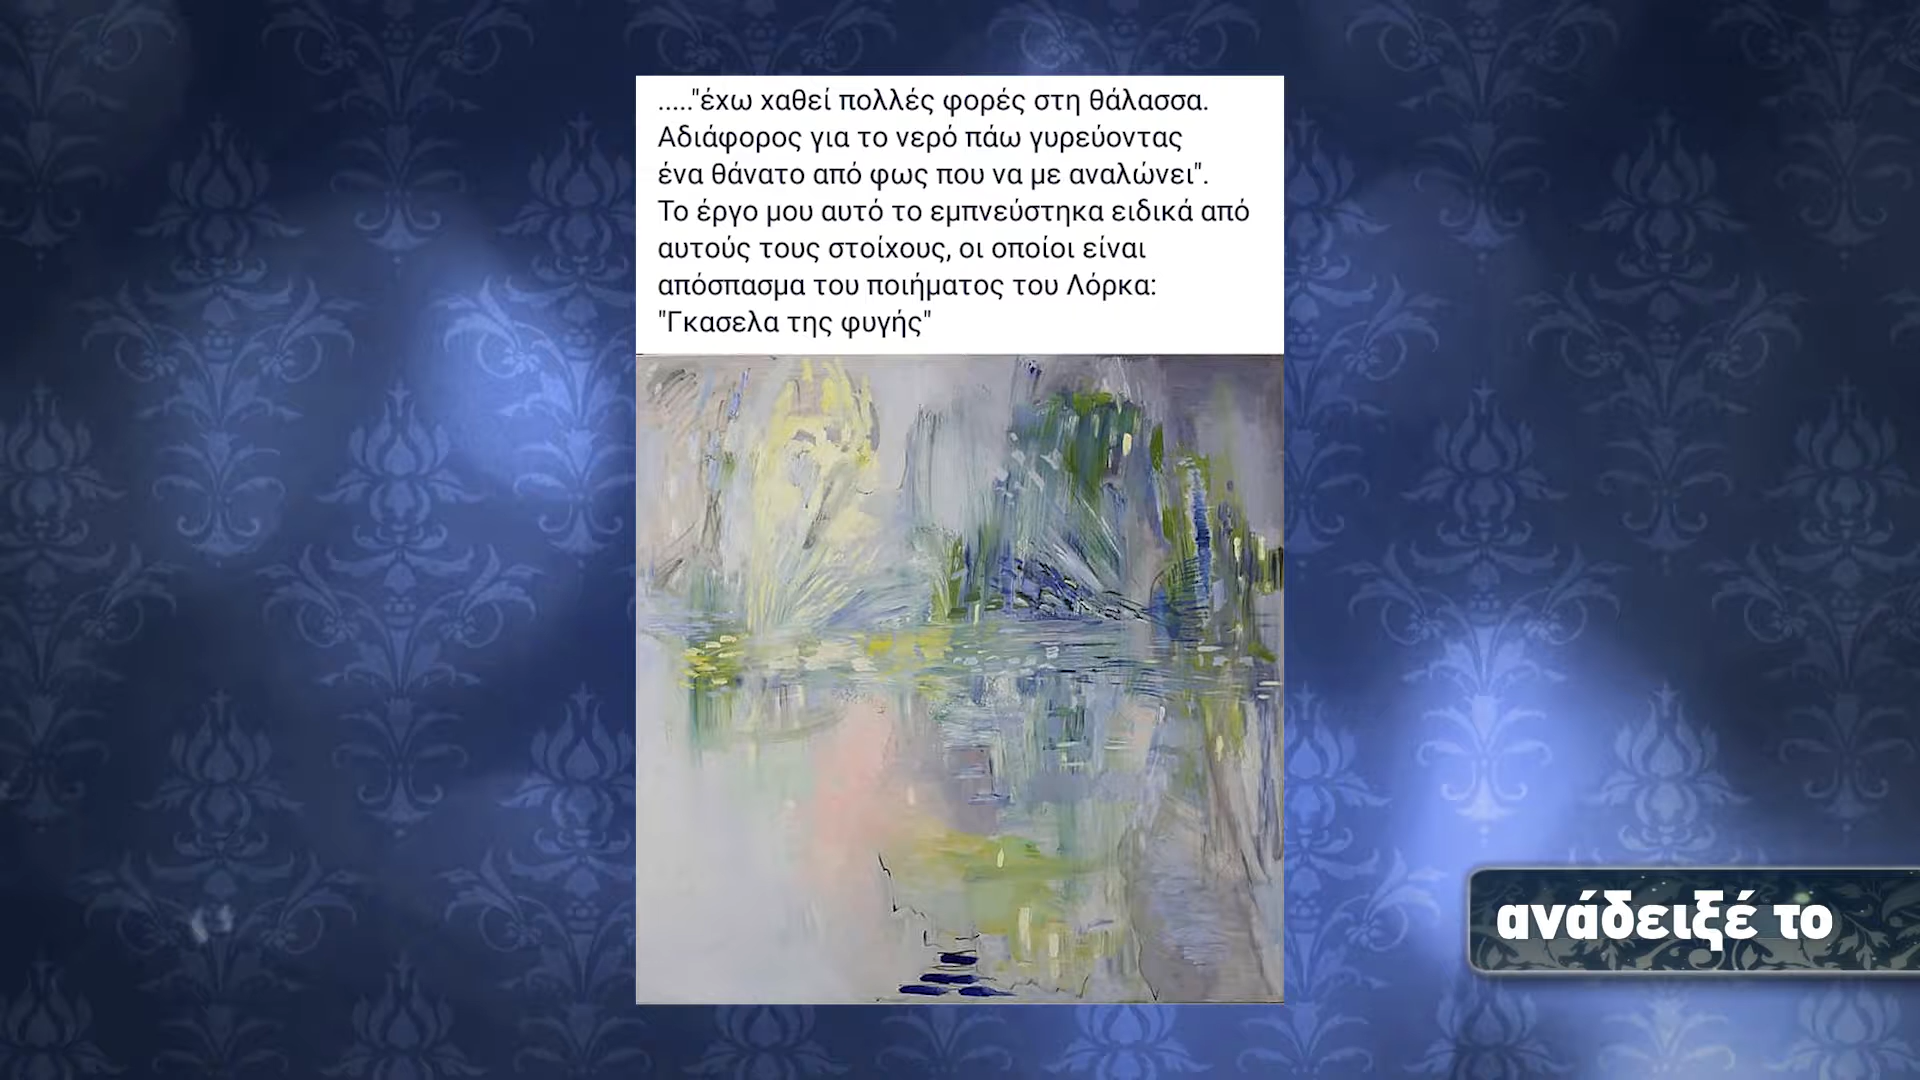 ....."έχω χαθεί πολλές φορές στη θάλασσα.
Αδιάφορος για το νερό πάω γυρεύοντας
ένα θάνατο από φως που να με αναλώνει".
Το έργο μου αυτό το εμπνεύστηκα ειδικά από
αυτούς τους στοίχους, οι οποίοι είναι
απόσπασμα του ποιήματος του Λόρκα:
"Γκασελα της φυγής"
ανάδειξέ το